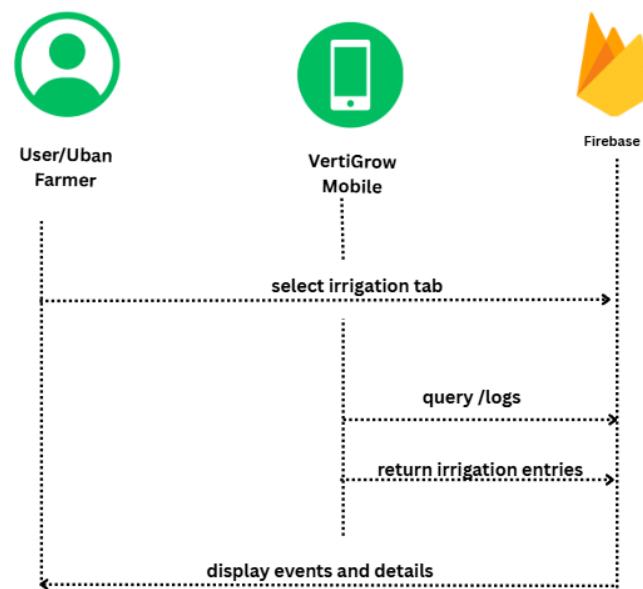 User/Uban
Farmer
VertiGrow
Mobile
Firebase
select irrigation tab
query /logs
return irrigation entries
display events and details